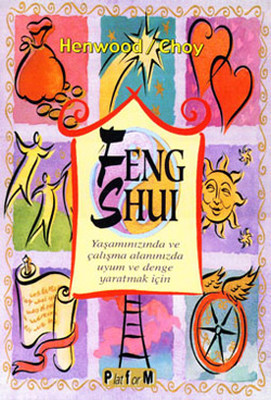 Henwood / Choy
FENG
SHUI
Yaşamınızında ve
çalışma alanınızda
uyum ve denge
yaratmak için
PlatforM